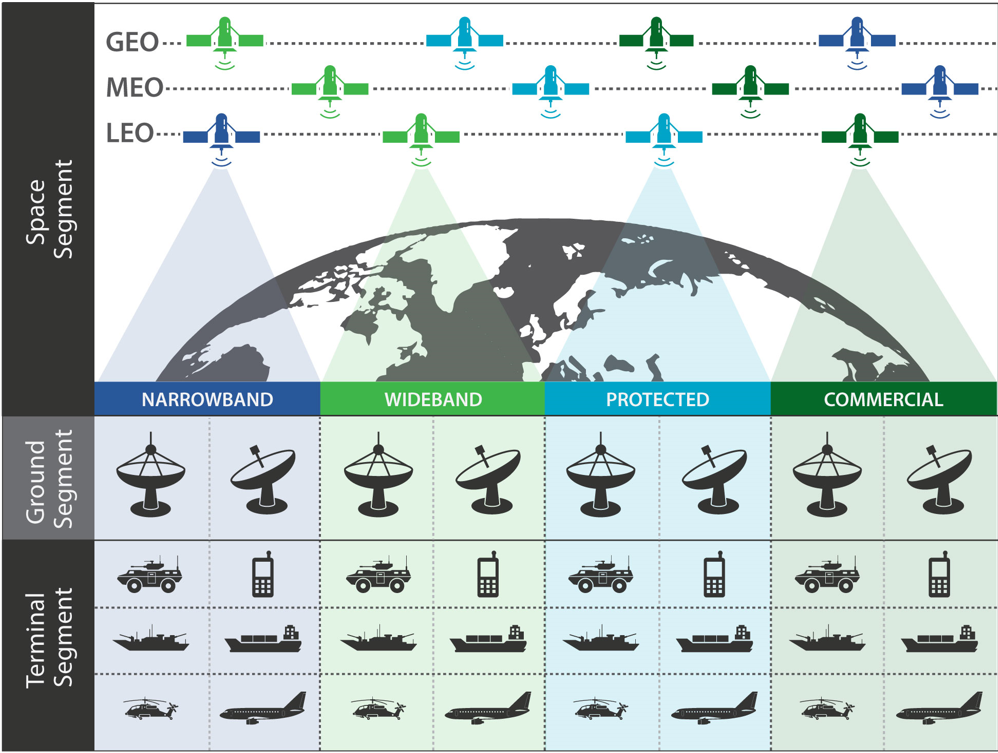 GEO
MEO
LEO
Space
Segment
NARROWBAND
WIDEBAND
PROTECTED
COMMERCIAL
Ground
Segment
Terminal
Segment